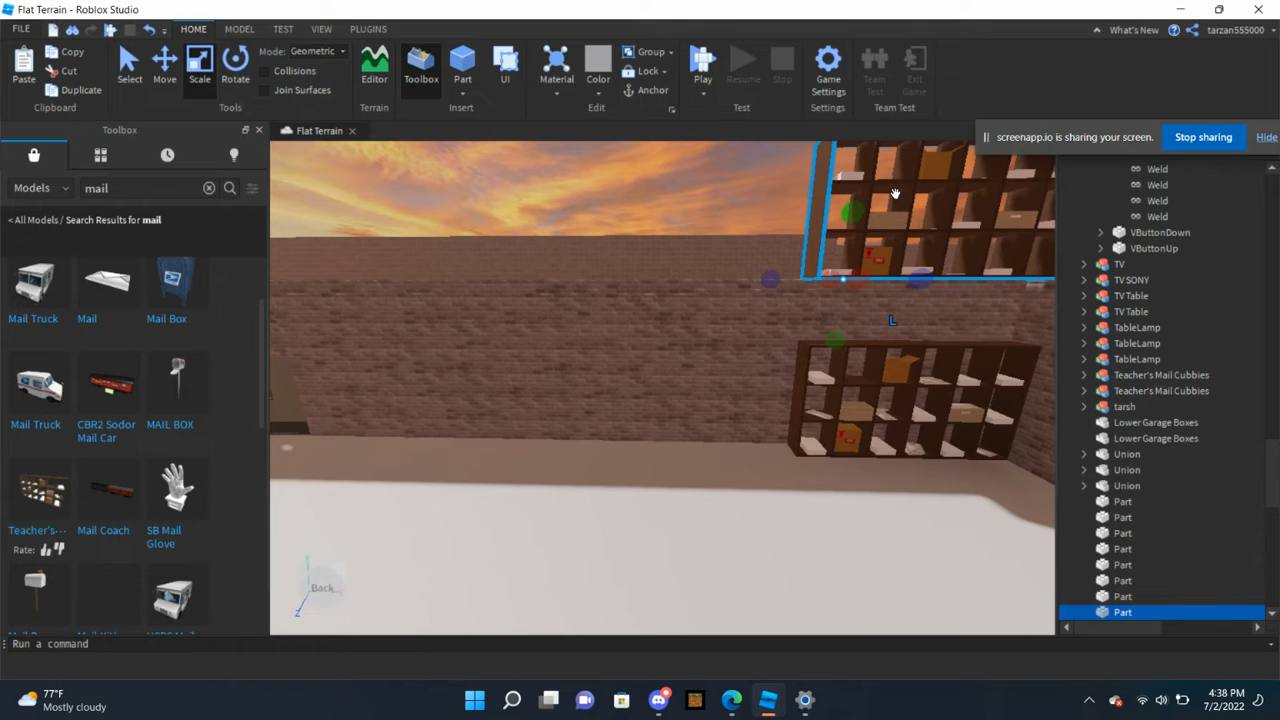 Flat Terrain - Roblox Studio
FILE HOME MODEL TEST VIEW PLUGINS What's New tarzan555000
Paste Copy Cut Duplicate
Clipboard
Select Move Scale Rotate
Mode: Geometric
Collisions
Join Surfaces
Tools
Editor
Terrain
Toolbox Part UI
Insert
Material Color Group Lock Anchor
Edit
Play Resume Stop
Test
Game Settings
Settings
Team Test Exit Game
Team Test
Toolbox
Flat Terrain
screenapp.io is sharing your screen. Stop sharing Hide
Models mail
< All Models / Search Results for mail
Mail Truck Mail Mail Box
Mail Truck CBR2 Sodor Mail Car MAIL BOX
Teacher's··· Mail Coach SB Mail Glove
Rate:
L
Back
Z
Weld
Weld
Weld
Weld
VButtonDown
VButtonUp
TV
TV SONY
TV Table
TV Table
TableLamp
TableLamp
TableLamp
Teacher's Mail Cubbies
Teacher's Mail Cubbies
tarsh
Lower Garage Boxes
Lower Garage Boxes
Union
Union
Union
Part
Part
Part
Part
Part
Part
Part
Part
Run a command
77°F
Mostly cloudy
4:38 PM
7/2/2022